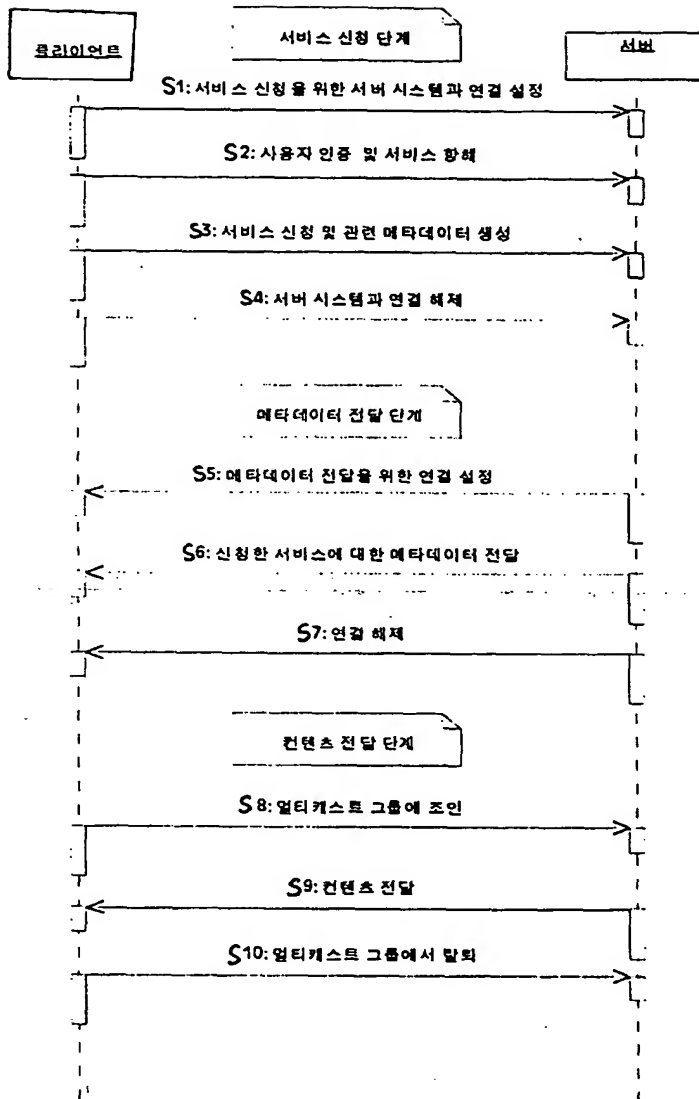 클라이언트
서비스 신청 단계
서버
S1: 서비스 신청을 위한 서버 시스템과 연결 설정
S2: 사용자 인증 및 서비스 항해
S3: 서비스 신청 및 관련 메타데이터 생성
S4: 서버 시스템과 연결 해제
메타데이터 전달 단계
S5: 메타데이터 전달을 위한 연결 설정
S6: 신청한 서비스에 대한 메타데이터 전달
S7: 연결 해제
컨텐츠 전달 단계
S8: 멀티캐스트 그룹에 조인
S9: 컨텐츠 전달
S10: 멀티캐스트 그룹에서 탈퇴